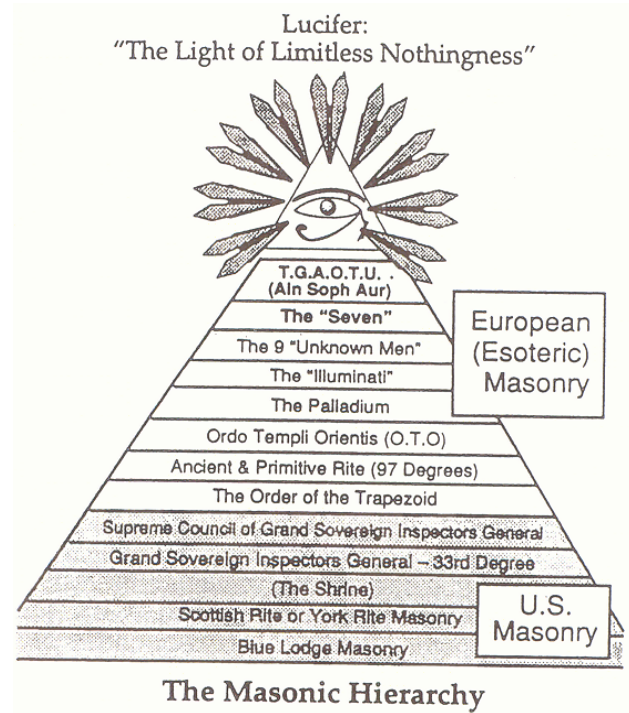 Lucifer:
“The Light of Limitless Nothingness”
T.G.A.O.T.U. .
(Ain Soph Aur)
The “Seven”
The 9 “Unknown Men”
The “Illuminati”
The Palladium
Ordo Templi Orientis (O.T.O)
Ancient & Primitive Rite (97 Degrees)
The Order of the Trapezoid
European
(Esoteric)
Masonry
Supreme Council of Grand Sovereign Inspectors General
Grand Sovereign Inspectors General – 33rd Degree
(The Shrine)
Scottish Rite or York Rite Masonry
Blue Lodge Masonry
U.S.
Masonry
The Masonic Hierarchy